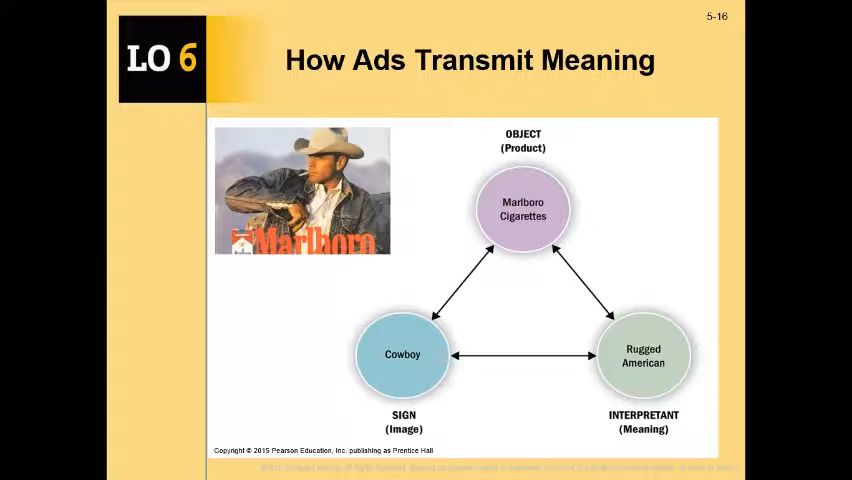 5-16
LO 6
How Ads Transmit Meaning
OBJECT
(Product)
Marlboro
Cigarettes
Marlboro
Cowboy
Rugged
American
SIGN
(Image)
INTERPRETANT
(Meaning)
Copyright © 2015 Pearson Education, Inc. publishing as Prentice Hall